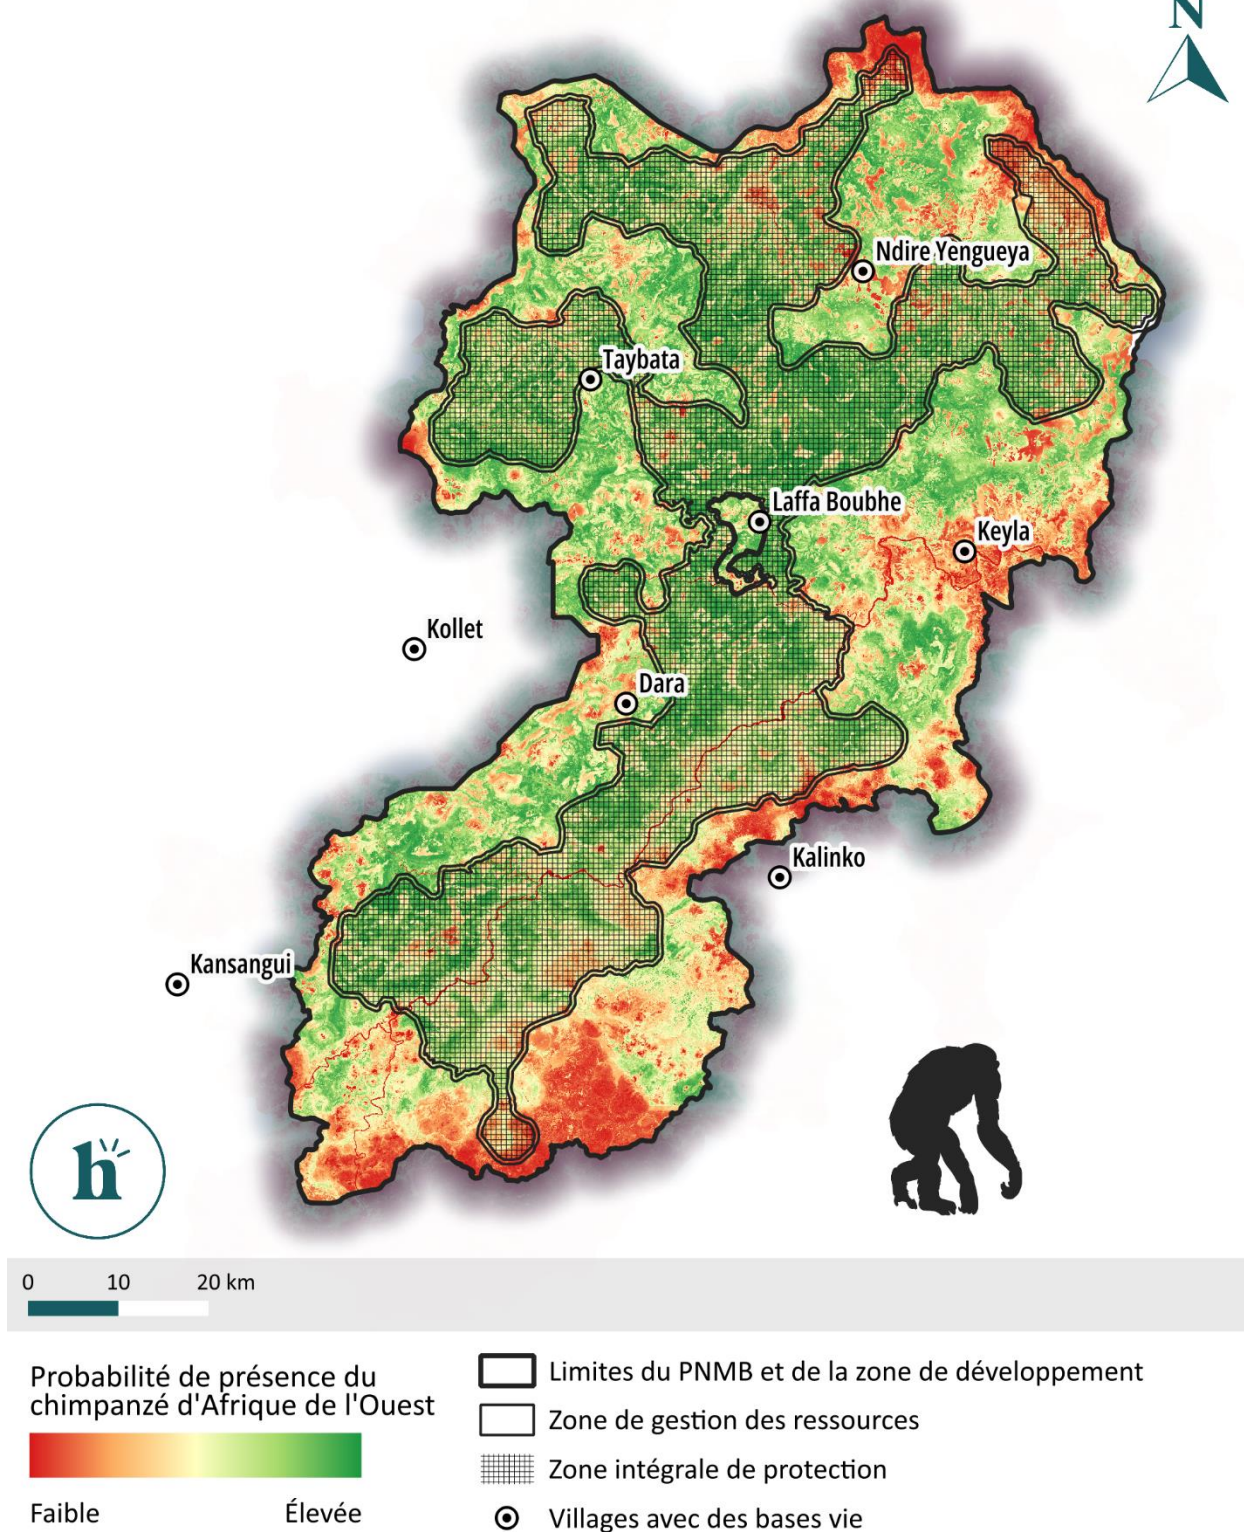 N
Ndire Yengueya
Taybata
Laffa Boubhe
Keyla
Kollet
Dara
Kalinko
Kansangui
h
0 10 20 km
Probabilité de présence du
chimpanzé d'Afrique de l'Ouest
Faible Élevée
Limites du PNMB et de la zone de développement
Zone de gestion des ressources
Zone intégrale de protection
Villages avec des bases vie